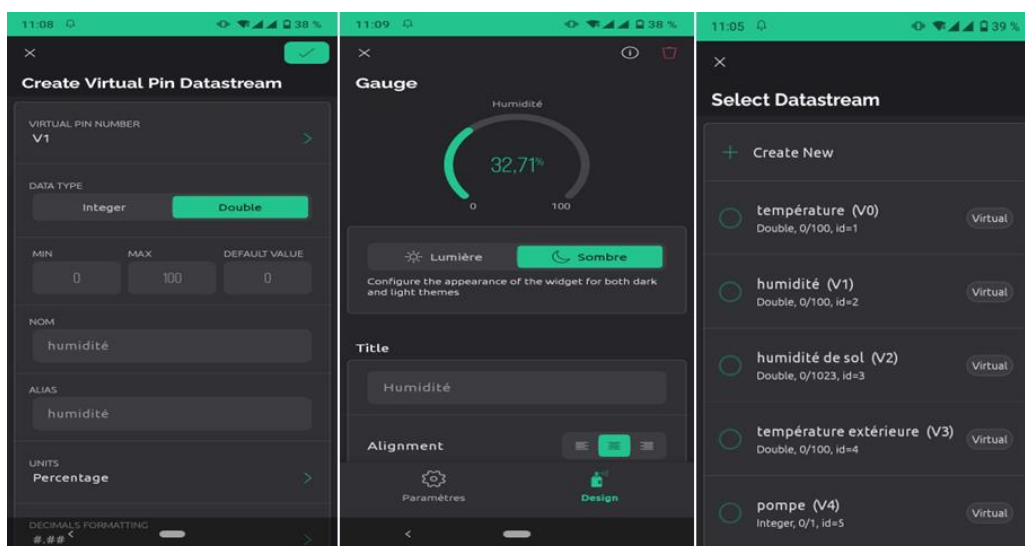 11:08
38 %
Create Virtual Pin Datastream
VIRTUAL PIN NUMBER
V1
DATA TYPE
Integer Double
MIN MAX DEFAULT VALUE
0 100 0
NOM
humidité
ALIAS
humidité
UNITS
Percentage
DECIMALS FORMATTING
#.##
11:09
38 %
Gauge
Humidité
32,71%
0 100
Lumière Sombre
Configure the appearance of the widget for both dark
and light themes
Title
Humidité
Alignment
Paramètres Design
11:05
39 %
Select Datastream
+ Create New
température (V0)
Double, 0/100, id=1
Virtual
humidité (V1)
Double, 0/100, id=2
Virtual
humidité de sol (V2)
Double, 0/1023, id=3
Virtual
température extérieure (V3)
Double, 0/100, id=4
Virtual
pompe (V4)
Integer, 0/1, id=5
Virtual